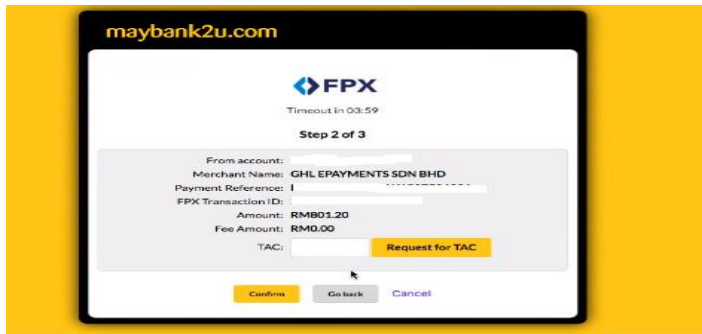 maybank2u.com
FPX
Timeout in 03:59
Step 2 of 3
From account:
Merchant Name: GHL EPAYMENTS SDN BHD
Payment Reference:
FPX Transaction ID:
Amount: RM801.20
Fee Amount: RM0.00
TAC: Request for TAC
Confirm Go back Cancel